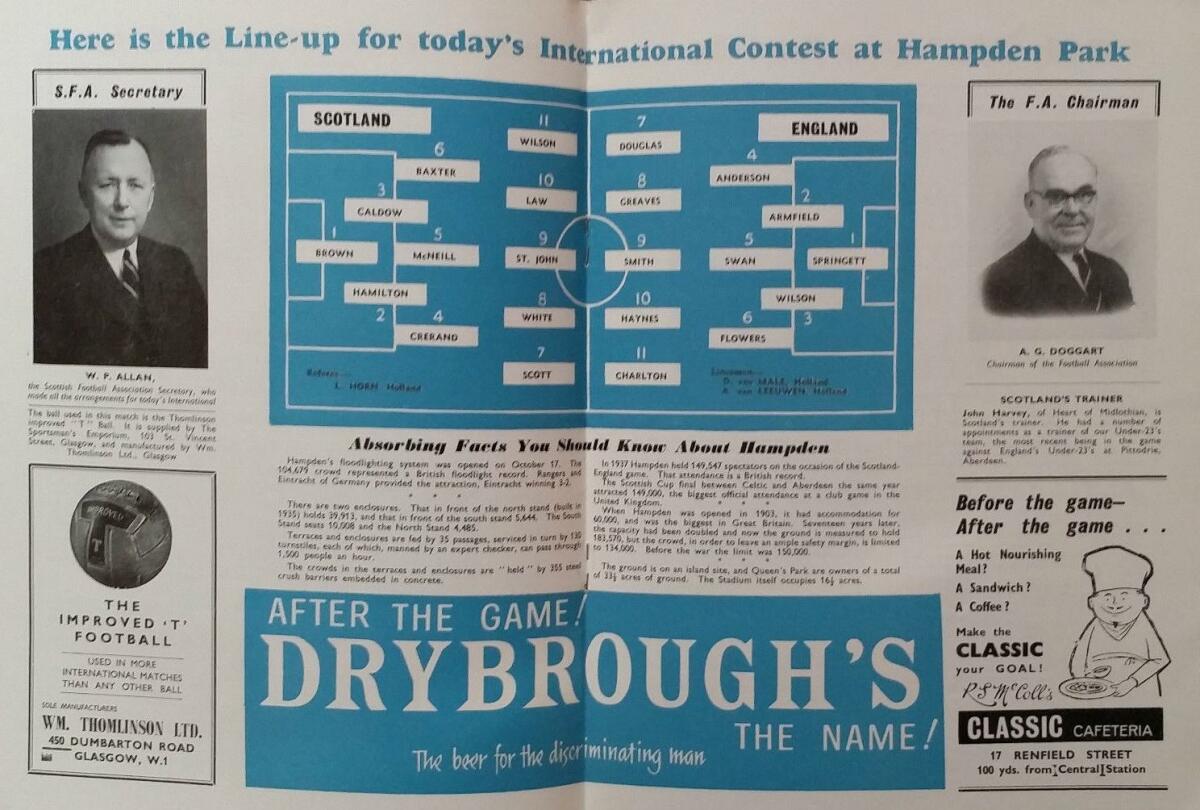 Here is the Line-up for today's International Contest at Hampden Park
S.F.A. Secretary
W. P. ALLAN,
the Scottish Football Association Secretary, who
made all the arrangements for today's International
The ball used in this match is the Thomlinson
improved "T" Ball. It is supplied by The
Sportsman's Emporium, 103 St. Vincent
Street, Glasgow, and manufactured by Wm.
Thomlinson Ltd., Glasgow
IMPROVED
T
THE
IMPROVED 'T'
FOOTBALL
USED IN MORE
INTERNATIONAL MATCHES
THAN ANY OTHER BALL
SOLE MANUFACTURERS
WM. THOMLINSON LTD.
450 DUMBARTON ROAD
GLASGOW, W.1
SCOTLAND
11
WILSON
6
BAXTER
3
CALDOW
10
LAW
1
BROWN
5
McNEILL
9
ST. JOHN
HAMILTON
2
4
CRERAND
8
WHITE
7
SCOTT
Referee—
L. HORN Holland
ENGLAND
7
DOUGLAS
4
ANDERSON
8
GREAVES
2
ARMFIELD
9
SMITH
5
SWAN
1
SPRINGETT
10
HAYNES
WILSON
3
6
FLOWERS
11
CHARLTON
Linesmen—
D. van MALE, Holland
A. van LEEUWEN, Holland
Absorbing Facts You Should Know About Hampden
Hampden's floodlighting system was opened on October 17. The
104,679 crowd represented a British floodlight record. Rangers and
Eintracht of Germany provided the attraction, Eintracht winning 3-2.
* * *
There are two enclosures. That in front of the north stand (built in
1935) holds 39,913, and that in front of the south stand 5,644. The South
Stand seats 10,008 and the North Stand 4,485.
Terraces and enclosures are fed by 35 passages, serviced in turn by 130
turnstiles, each of which, manned by an expert checker, can pass through
1,500 people an hour.
The crowds in the terraces and enclosures are "held" by 355 steel
crush barriers embedded in concrete.
In 1937 Hampden held 149,547 spectators on the occasion of the Scotland-
England game. That attendance is a British record.
The Scottish Cup final between Celtic and Aberdeen the same year
attracted 149,000, the biggest official attendance at a club game in the
United Kingdom.
* * *
When Hampden was opened in 1903, it had accommodation for
60,000, and was the biggest in Great Britain. Seventeen years later,
the capacity had been doubled and now the ground is measured to hold
183,570, but the crowd, in order to leave an ample safety margin, is limited
to 134,000. Before the war the limit was 150,000.
* * *
The ground is on an island site, and Queen's Park are owners of a total
of 33½ acres of ground. The Stadium itself occupies 16½ acres.
AFTER THE GAME!
DRYBROUGH'S
THE NAME!
The beer for the discriminating man
The F.A. Chairman
A. G. DOGGART
Chairman of the Football Association
SCOTLAND'S TRAINER
John Harvey, of Heart of Midlothian, is
Scotland's trainer. He had a number of
appointments as a trainer of our Under-23's
team, the most recent being in the game
against England's Under-23's at Pittodrie,
Aberdeen.
Before the game—
After the game . . .
A Hot Nourishing
Meal?
A Sandwich?
A Coffee?
Make the
CLASSIC
your GOAL!
R.S. McColl's
CLASSIC CAFETERIA
17 RENFIELD STREET
100 yds. from Central Station